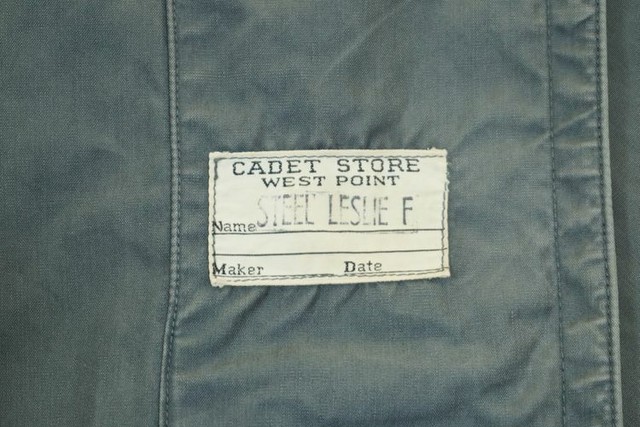 CADET STORE
WEST POINT
Name STEEL LESLIE F
Maker Date